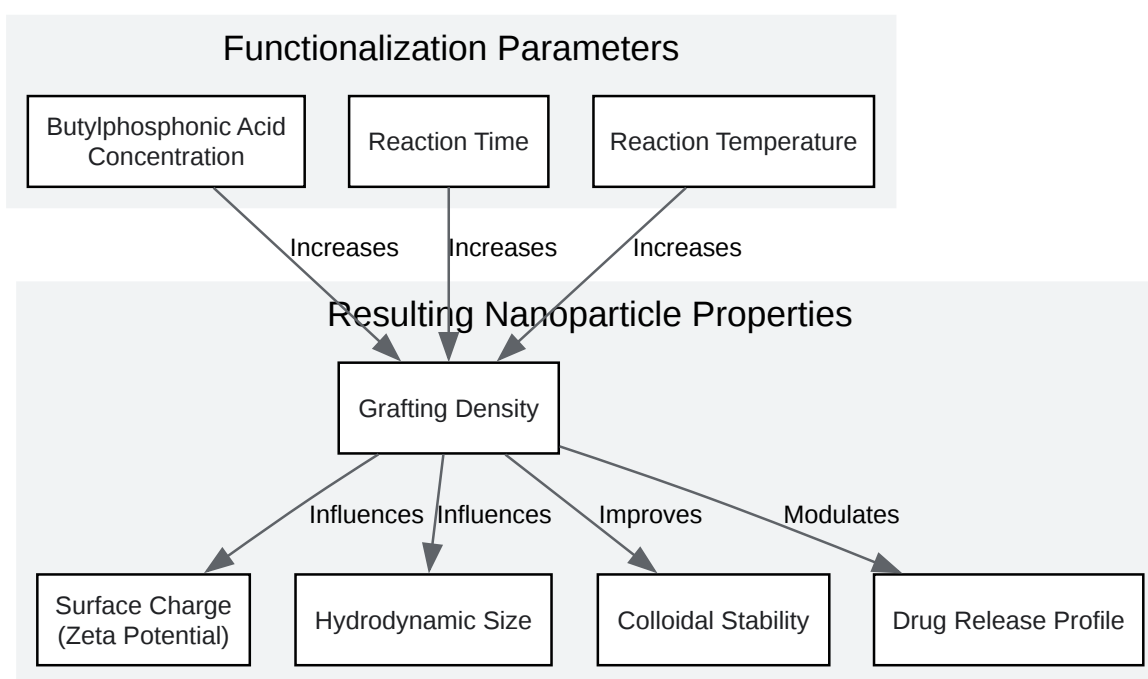 Functionalization Parameters
Butylphosphonic Acid
Concentration
Reaction Time
Reaction Temperature
Increases
Increases
Increases
Resulting Nanoparticle Properties
Grafting Density
Influences
Influences
Improves
Modulates
Surface Charge
(Zeta Potential)
Hydrodynamic Size
Colloidal Stability
Drug Release Profile